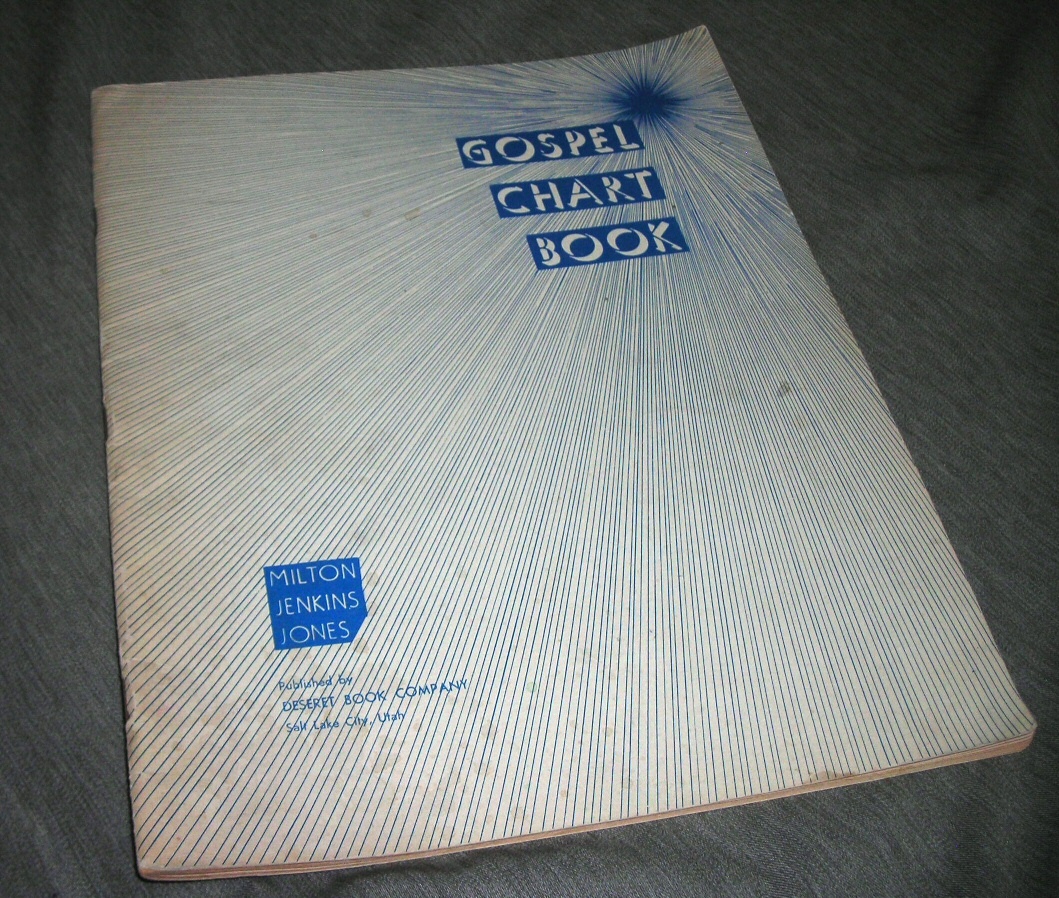 GOSPEL
CHART
BOOK
MILTON
JENKINS
JONES
Published by
DESERET BOOK COMPANY
Salt Lake City, Utah